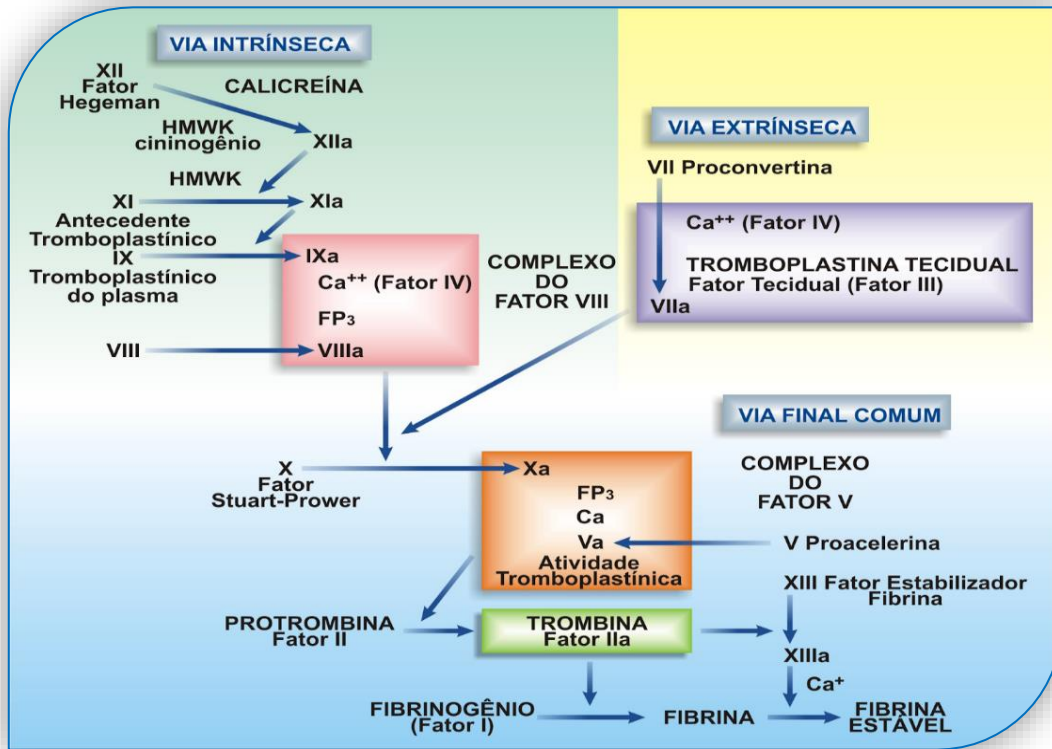 VIA INTRÍNSECA
XII
Fator
Hegeman
CALICREÍNA
HMWK
cininogênio
XIIa
HMWK
XI
XIa
Antecedente
Tromboplastínico
IX
Tromboplastínico
do plasma
IXa
Ca++ (Fator IV)
FP3
VIII
VIIIa
COMPLEXO
DO
FATOR VIII
VIA EXTRÍNSECA
VII Proconvertina
Ca++ (Fator IV)
TROMBOPLASTINA TECIDUAL
Fator Tecidual (Fator III)
VIIa
VIA FINAL COMUM
X
Fator
Stuart-Prower
Xa
FP3
Ca
Va
Atividade
Tromboplastínica
COMPLEXO
DO
FATOR V
V Proacelerina
XIII Fator Estabilizador
Fibrina
PROTROMBINA
Fator II
TROMBINA
Fator IIa
XIIIa
Ca+
FIBRINOGÊNIO
(Fator I)
FIBRINA
FIBRINA
ESTÁVEL